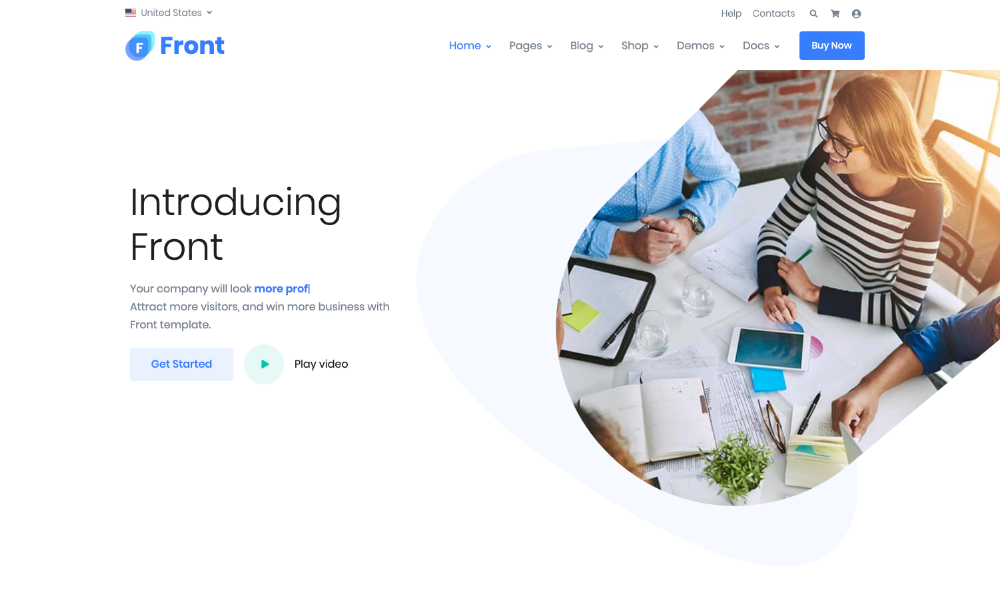 United States
Help Contacts
F Front
Home Pages Blog Shop Demos Docs Buy Now
Introducing
Front
Your company will look more prof|
Attract more visitors, and win more business with
Front template.
Get Started Play video